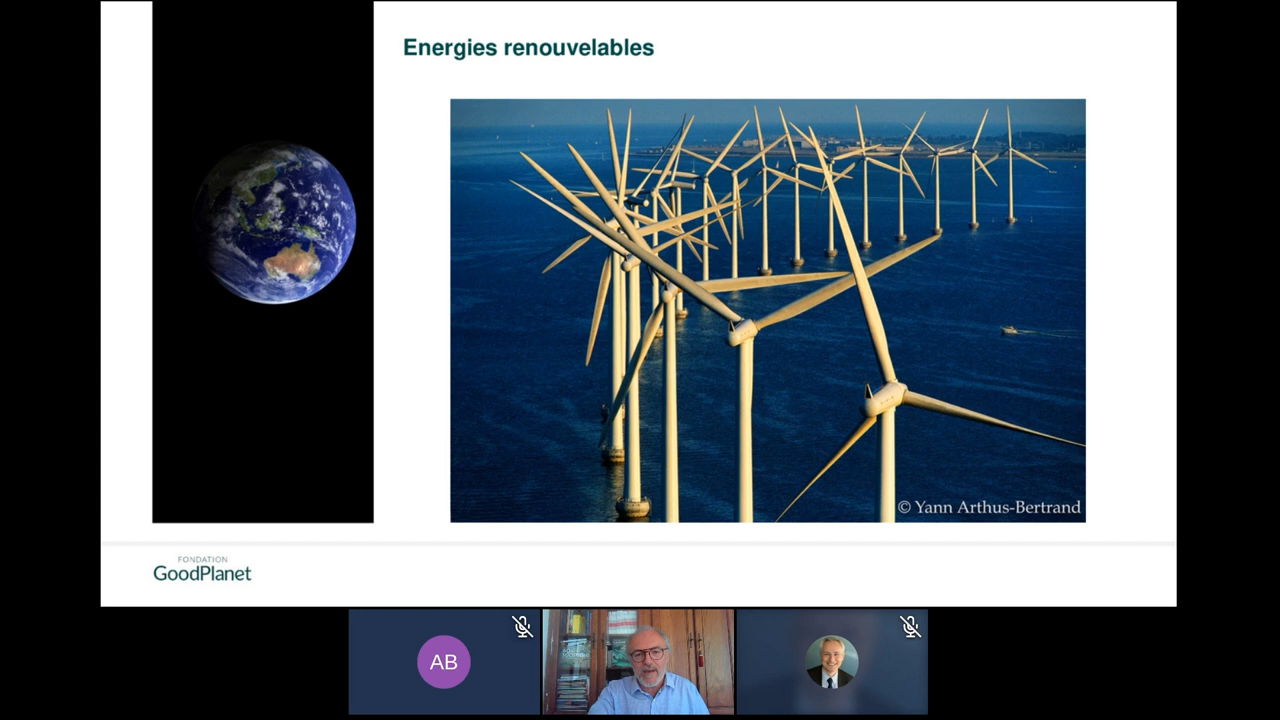 Energies renouvelables
© Yann Arthus-Bertrand
FONDATION
GoodPlanet
AB